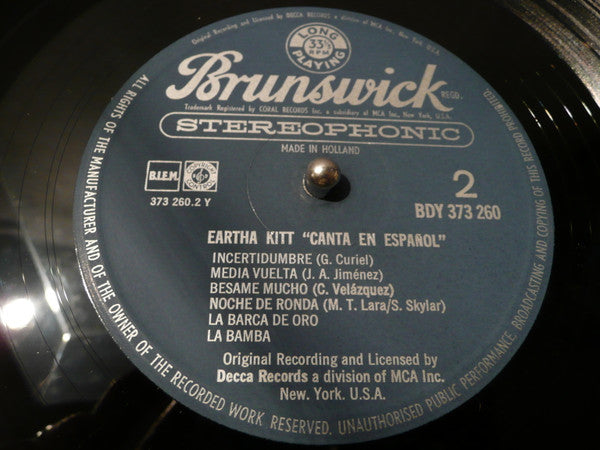 LONG
33⅓
RPM
PLAYING
Original Recording and Licensed by DECCA RECORDS a division of MCA Inc., New York, U.S.A.
Brunswick REGD.
Trademark Registered by CORAL RECORDS Inc. a subsidiary of MCA Inc., New York, U.S.A.
STEREOPHONIC
MADE IN HOLLAND
B.I.E.M. COPYRIGHT CONTROL
373 260.2 Y
2
BDY 373 260
EARTHA KITT "CANTA EN ESPAÑOL"
INCERTIDUMBRE (G. Curiel)
MEDIA VUELTA (J. A. Jiménez)
BESAME MUCHO (C. Velázquez)
NOCHE DE RONDA (M. T. Lara/S. Skylar)
LA BARCA DE ORO
LA BAMBA
Original Recording and Licensed by
Decca Records a division of MCA Inc.
New York. U.S.A.
ALL RIGHTS OF THE MANUFACTURER AND OF THE OWNER OF THE RECORDED WORK RESERVED. UNAUTHORISED PUBLIC PERFORMANCE, BROADCASTING AND COPYING OF THIS RECORD PROHIBITED.